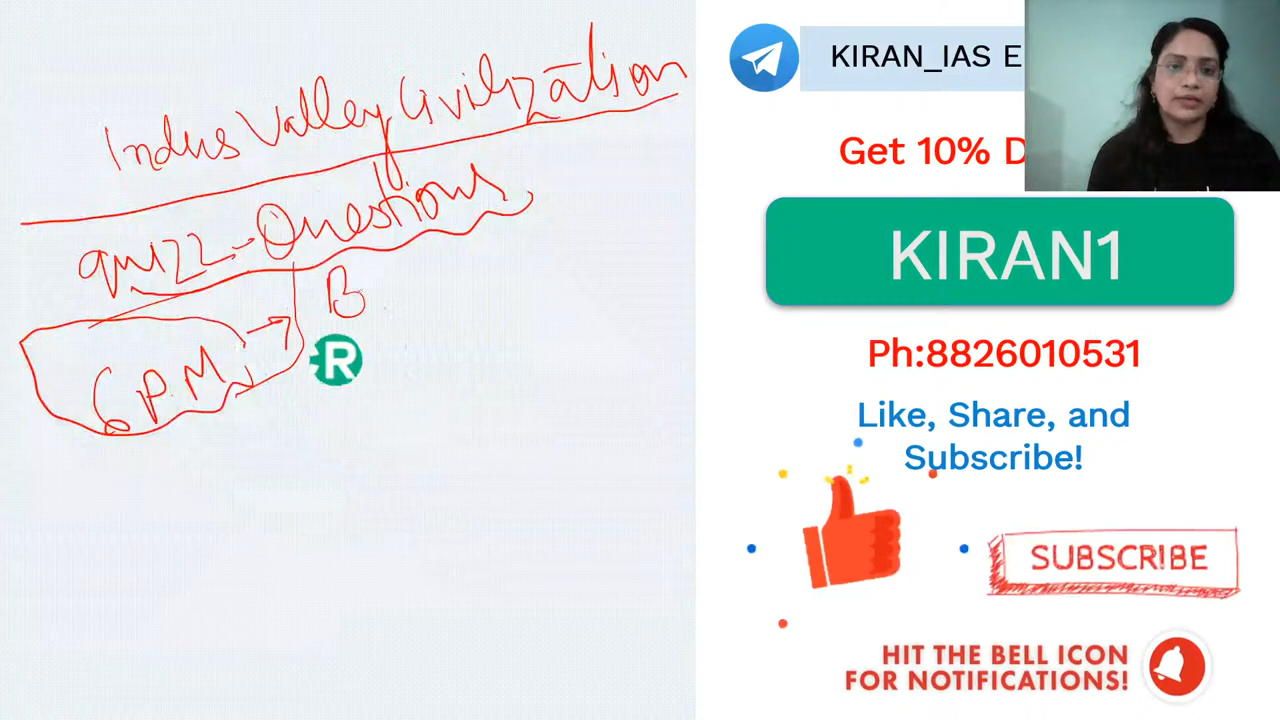 Indus Valley Civilization
quizz - Questions
6 P.M
B
R
KIRAN_IAS E
Get 10% D
KIRAN1
Ph:8826010531
Like, Share, and
Subscribe!
SUBSCRIBE
HIT THE BELL ICON
FOR NOTIFICATIONS!